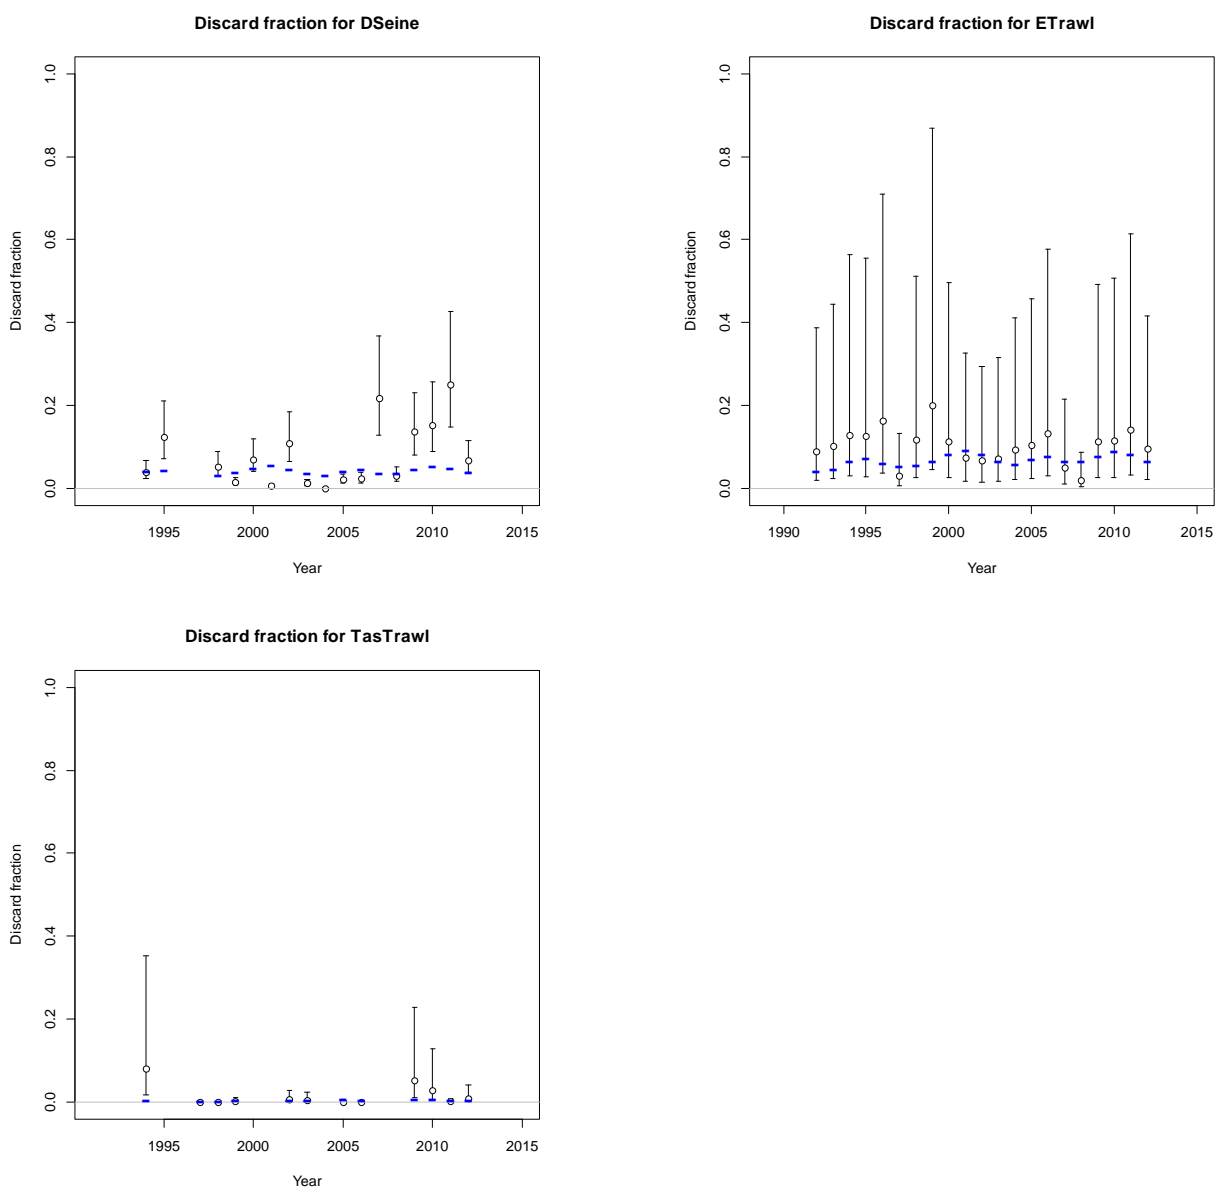 Discard fraction for DSeine
Discard fraction
1.0
0.8
0.6
0.4
0.2
0.0
1995 2000 2005 2010 2015
Year
Discard fraction for ETrawl
Discard fraction
1.0
0.8
0.6
0.4
0.2
0.0
1990 1995 2000 2005 2010 2015
Year
Discard fraction for TasTrawl
Discard fraction
1.0
0.8
0.6
0.4
0.2
0.0
1995 2000 2005 2010 2015
Year